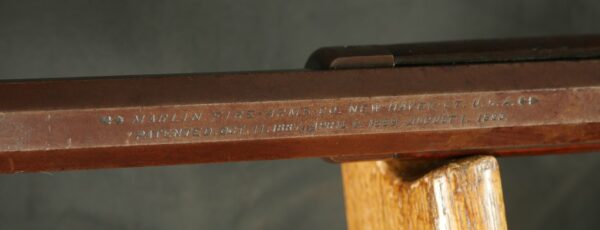 MARLIN FIRE-ARMS CO. NEW-HAVEN CT. U.S.A.
PATENTED OCT. 11. 1887. APRIL 2. 1889. AUGUST 1. 1893.